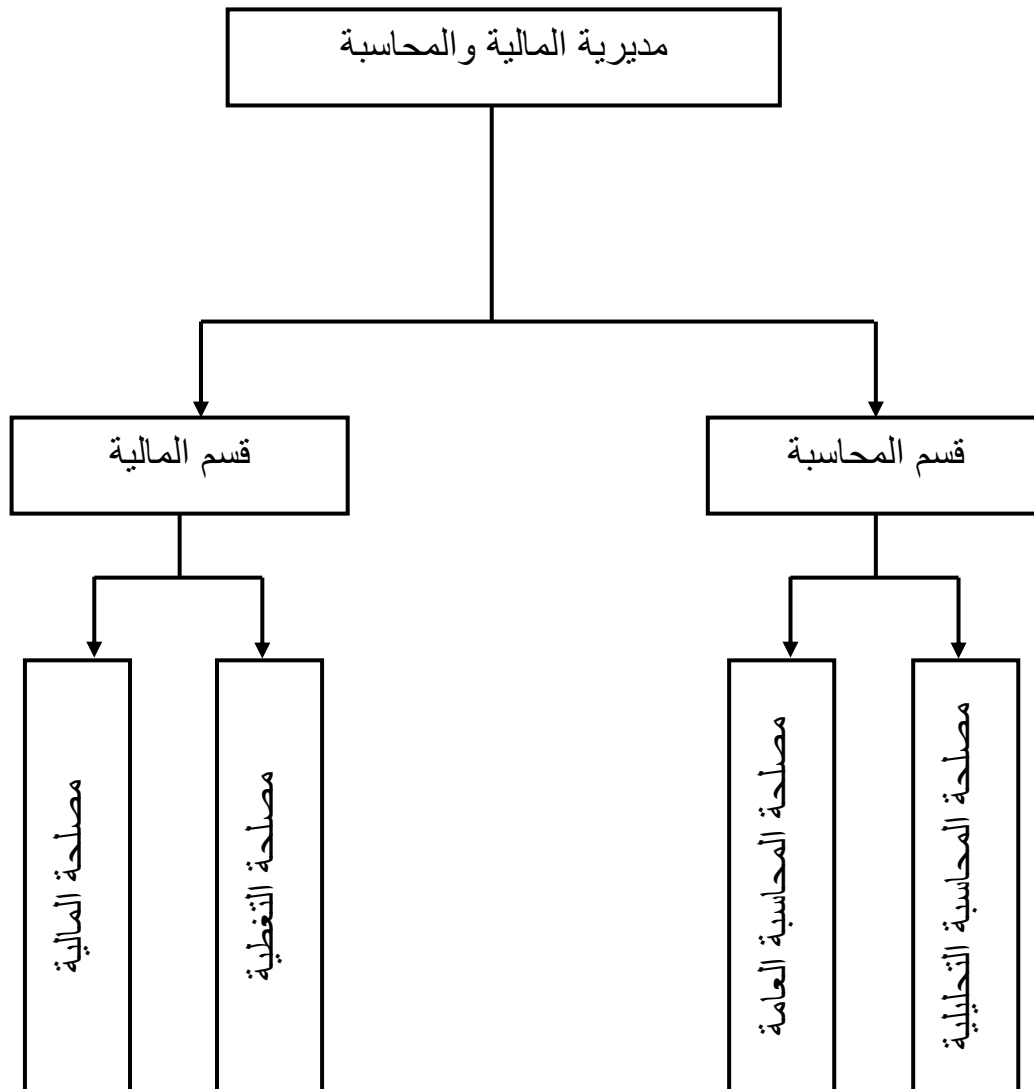 مديرية المالية والمحاسبة
قسم المحاسبة
قسم المالية
مصلحة المحاسبة التحليلية
مصلحة المحاسبة العامة
مصلحة التغطية
مصلحة المالية